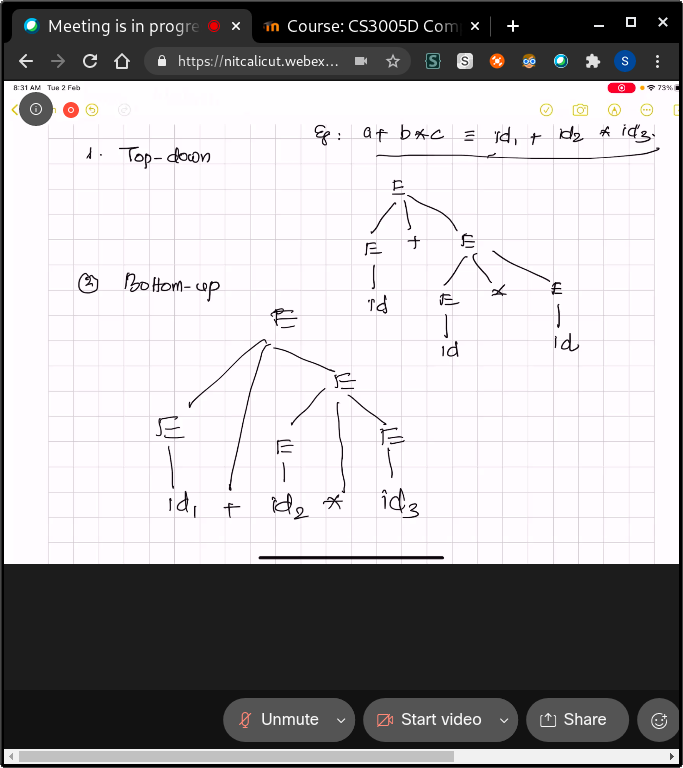 Meeting is in progre
Course: CS3005D Com
https://nitcalicut.webex...
S
8:31 AM Tue 2 Feb
73%
Eg: a+ b*c ≡ id1 + id2 * id3.
1. Top-down
E
E + E
② Bottom-up
id E * E
E
id id
E
E E E
id1 + id2 * id3
Unmute
Start video
Share